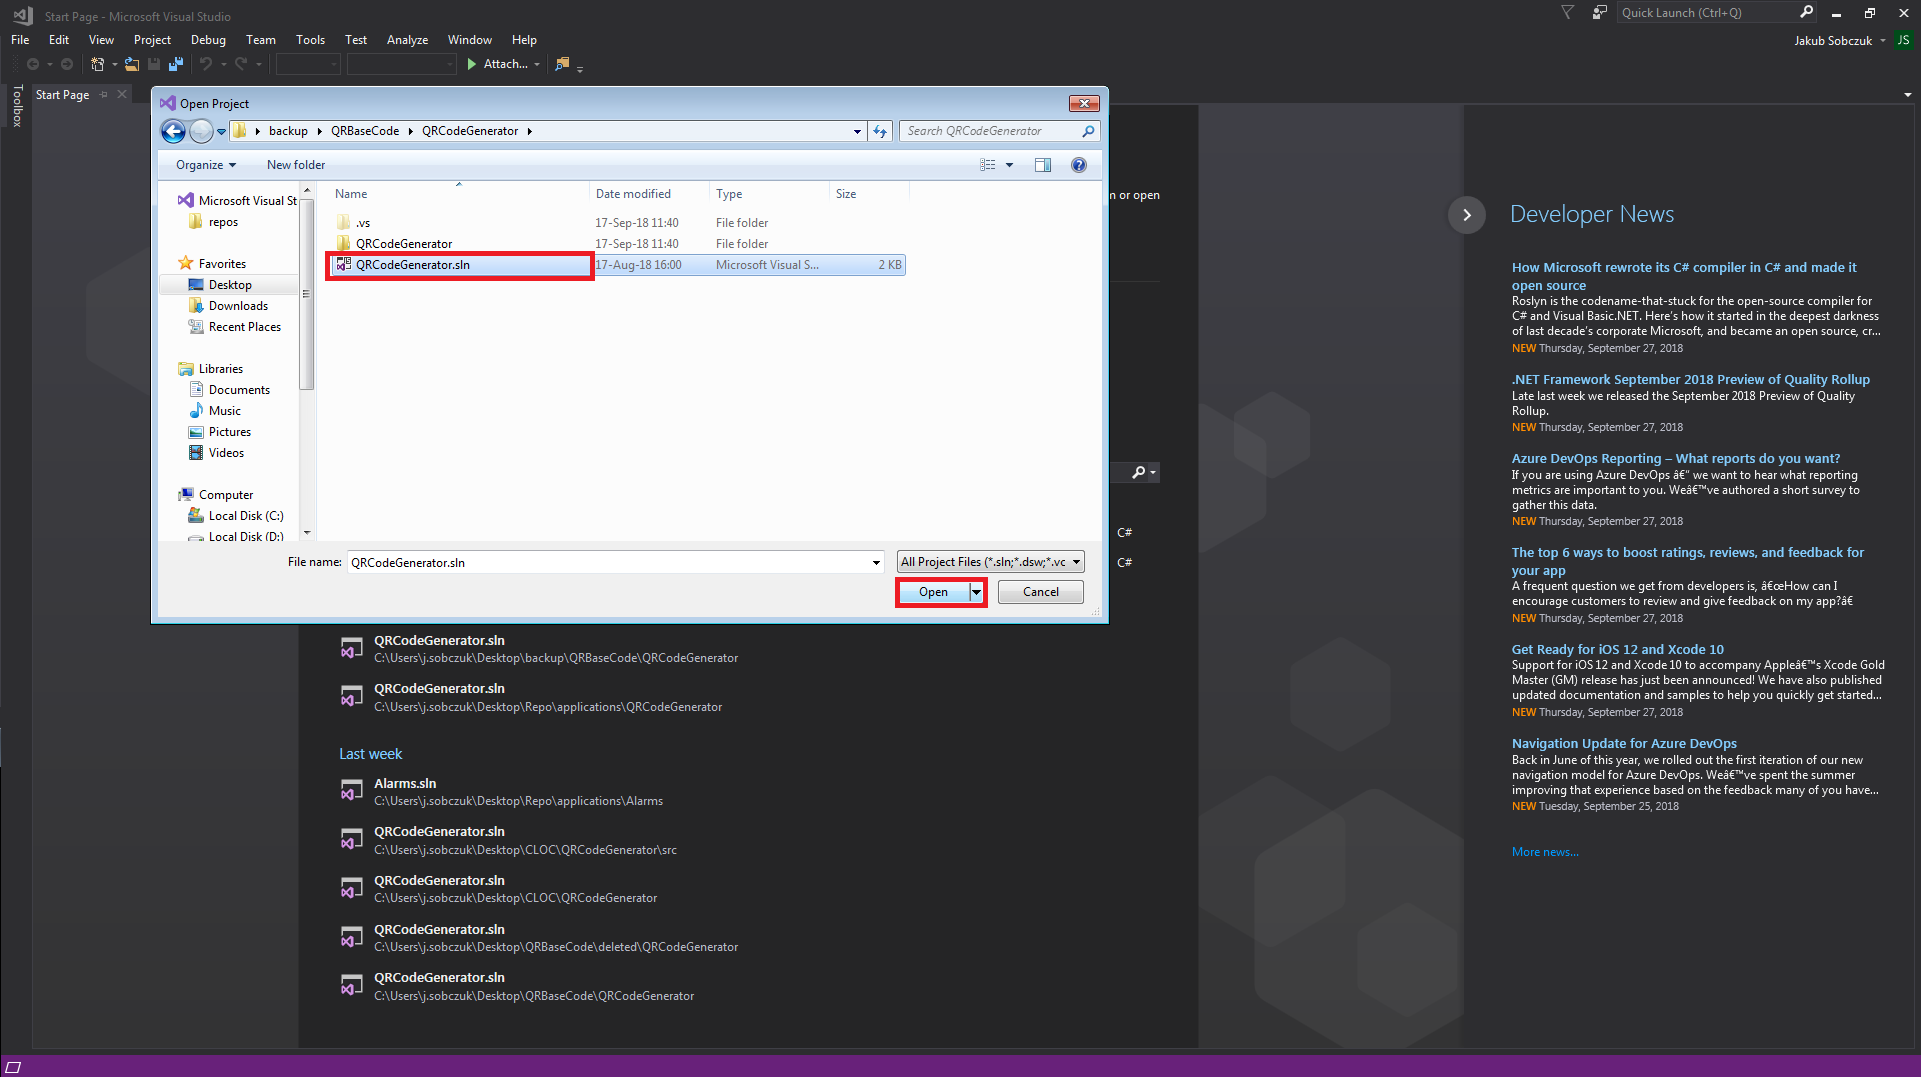 Start Page - Microsoft Visual Studio
Quick Launch (Ctrl+Q)
File Edit View Project Debug Team Tools Test Analyze Window Help
Jakub Sobczuk JS
Attach...
Toolbox
Start Page
Open Project
backup QRBaseCode QRCodeGenerator
Search QRCodeGenerator
Organize New folder
Microsoft Visual St
repos
Favorites
Desktop
Downloads
Recent Places
Libraries
Documents
Music
Pictures
Videos
Computer
Local Disk (C:)
Local Disk (D:)
Name Date modified Type Size
.vs 17-Sep-18 11:40 File folder
QRCodeGenerator 17-Sep-18 11:40 File folder
QRCodeGenerator.sln 17-Aug-18 16:00 Microsoft Visual S... 2 KB
File name: QRCodeGenerator.sln
All Project Files (*.sln;*.dsw;*.vc
Open Cancel
n or open
C#
C#
QRCodeGenerator.sln
C:\Users\j.sobczuk\Desktop\backup\QRBaseCode\QRCodeGenerator
QRCodeGenerator.sln
C:\Users\j.sobczuk\Desktop\Repo\applications\QRCodeGenerator
Last week
Alarms.sln
C:\Users\j.sobczuk\Desktop\Repo\applications\Alarms
QRCodeGenerator.sln
C:\Users\j.sobczuk\Desktop\CLOC\QRCodeGenerator\src
QRCodeGenerator.sln
C:\Users\j.sobczuk\Desktop\CLOC\QRCodeGenerator
QRCodeGenerator.sln
C:\Users\j.sobczuk\Desktop\QRBaseCode\deleted\QRCodeGenerator
QRCodeGenerator.sln
C:\Users\j.sobczuk\Desktop\QRBaseCode\QRCodeGenerator
Developer News
How Microsoft rewrote its C# compiler in C# and made it
open source
Roslyn is the codename-that-stuck for the open-source compiler for
C# and Visual Basic.NET. Here's how it started in the deepest darkness
of last decade's corporate Microsoft, and became an open source, cr...
NEW Thursday, September 27, 2018
.NET Framework September 2018 Preview of Quality Rollup
Late last week we released the September 2018 Preview of Quality
Rollup.
NEW Thursday, September 27, 2018
Azure DevOps Reporting – What reports do you want?
If you are using Azure DevOps â€“ we want to hear what reporting
metrics are important to you. Weâ€™ve authored a short survey to
gather this data.
NEW Thursday, September 27, 2018
The top 6 ways to boost ratings, reviews, and feedback for
your app
A frequent question we get from developers is, â€œHow can I
encourage customers to review and give feedback on my app?â€
NEW Thursday, September 27, 2018
Get Ready for iOS 12 and Xcode 10
Support for iOS 12 and Xcode 10 to accompany Appleâ€™s Xcode Gold
Master (GM) release has just been announced! We have also published
updated documentation and samples to help you quickly get started...
NEW Thursday, September 27, 2018
Navigation Update for Azure DevOps
Back in June of this year, we rolled out the first iteration of our new
navigation model for Azure DevOps. Weâ€™ve spent the summer
improving that experience based on the feedback many of you have...
NEW Tuesday, September 25, 2018
More news...